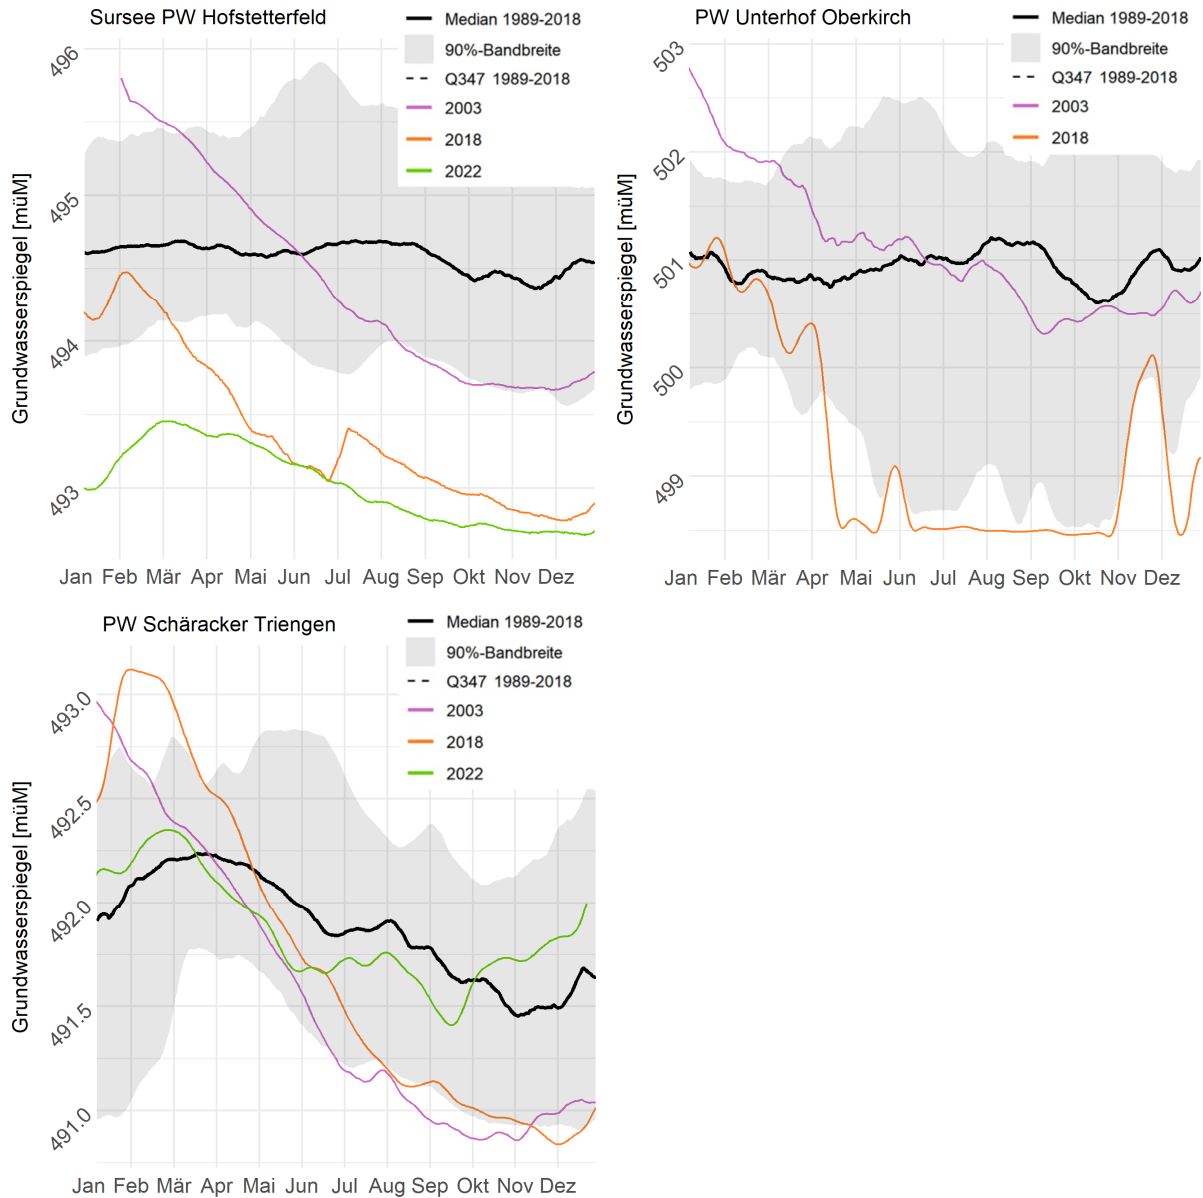 Sursee PW Hofstetterfeld
Median 1989-2018
90%-Bandbreite
Q347 1989-2018
2003
2018
2022
Grundwasserspiegel [müM]
496
495
494
493
Jan Feb Mär Apr Mai Jun Jul Aug Sep Okt Nov Dez
PW Unterhof Oberkirch
Median 1989-2018
90%-Bandbreite
Q347 1989-2018
2003
2018
Grundwasserspiegel [müM]
503
502
501
500
499
Jan Feb Mär Apr Mai Jun Jul Aug Sep Okt Nov Dez
PW Schäracker Triengen
Median 1989-2018
90%-Bandbreite
Q347 1989-2018
2003
2018
2022
Grundwasserspiegel [müM]
493.0
492.5
492.0
491.5
491.0
Jan Feb Mär Apr Mai Jun Jul Aug Sep Okt Nov Dez